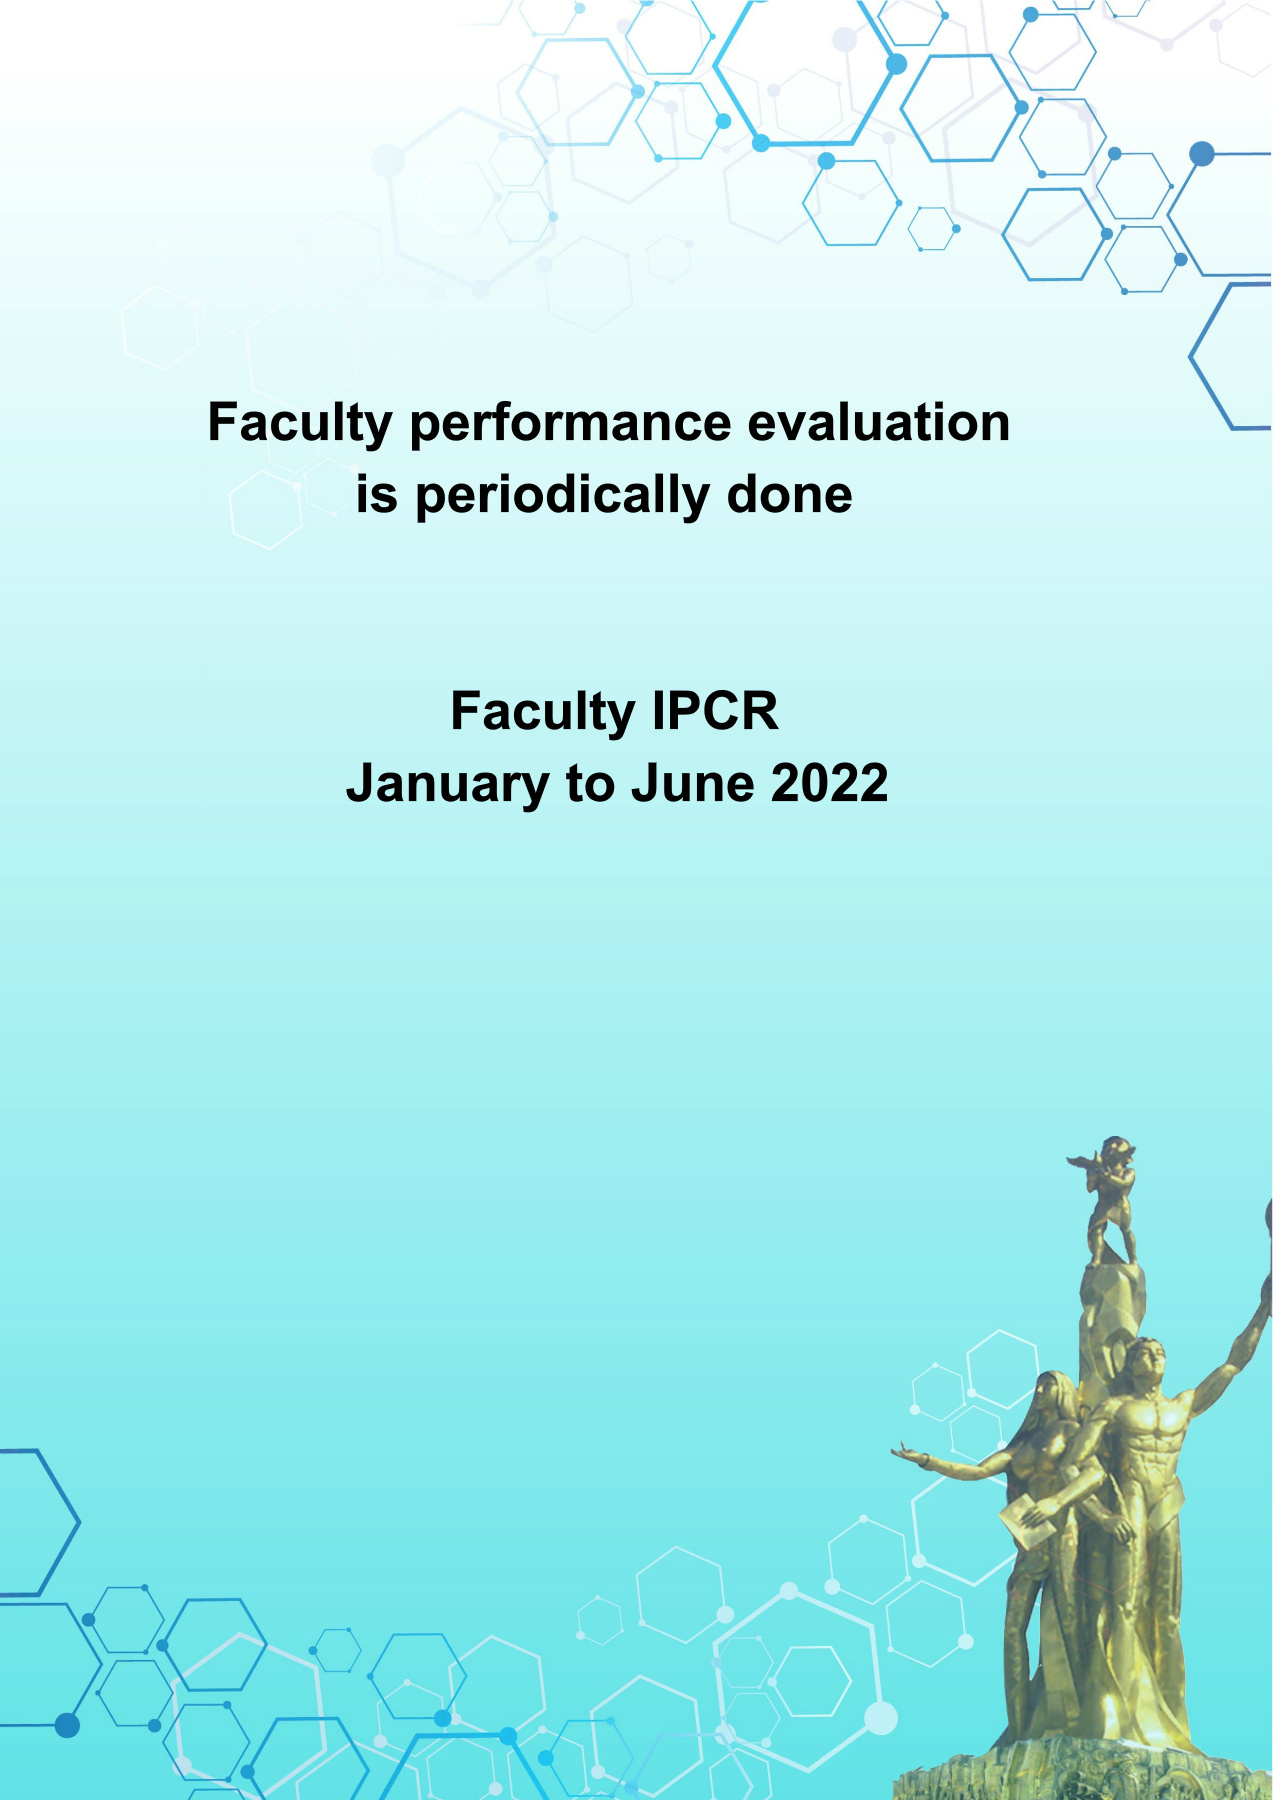 Faculty performance evaluation
is periodically done
Faculty IPCR
January to June 2022